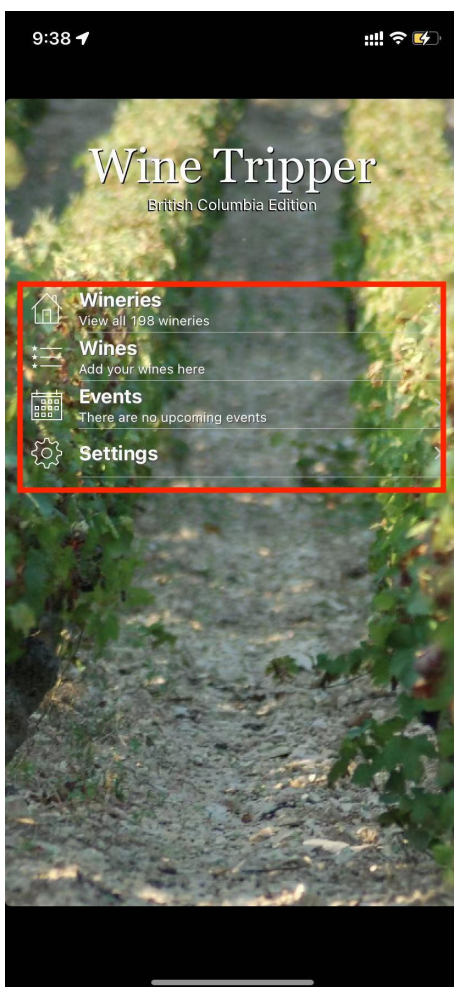 9:38
Wine Tripper
British Columbia Edition
Wineries
View all 198 wineries
Wines
Add your wines here
Events
There are no upcoming events
Settings